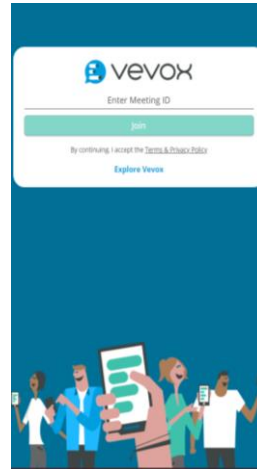 vevox
Enter Meeting ID
Join
By continuing, I accept the Terms & Privacy Policy
Explore Vevox